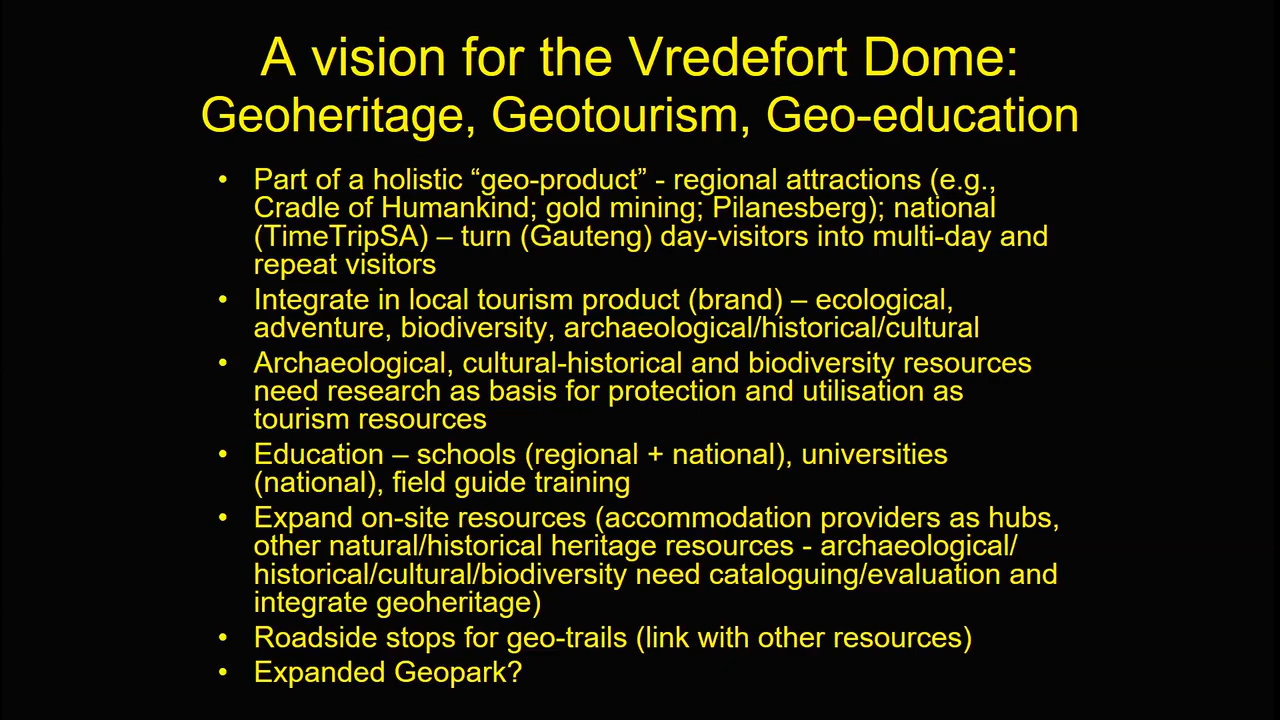 A vision for the Vredefort Dome:
Geoheritage, Geotourism, Geo-education
• Part of a holistic “geo-product” - regional attractions (e.g.,
Cradle of Humankind; gold mining; Pilanesberg); national
(TimeTripSA) – turn (Gauteng) day-visitors into multi-day and
repeat visitors
• Integrate in local tourism product (brand) – ecological,
adventure, biodiversity, archaeological/historical/cultural
• Archaeological, cultural-historical and biodiversity resources
need research as basis for protection and utilisation as
tourism resources
• Education – schools (regional + national), universities
(national), field guide training
• Expand on-site resources (accommodation providers as hubs,
other natural/historical heritage resources - archaeological/
historical/cultural/biodiversity need cataloguing/evaluation and
integrate geoheritage)
• Roadside stops for geo-trails (link with other resources)
• Expanded Geopark?